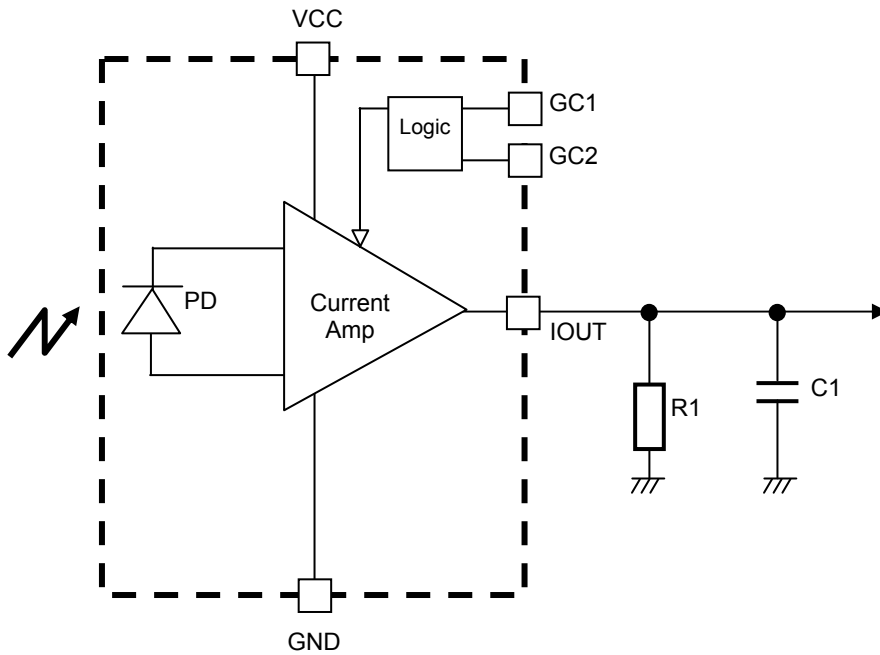 VCC
GC1
Logic
GC2
PD
Current
Amp
IOUT
R1
C1
GND